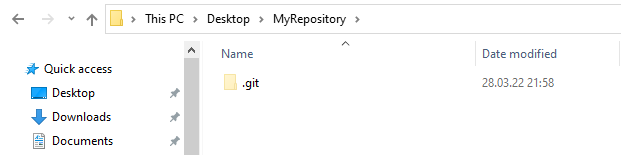 This PC > Desktop > MyRepository >
Name Date modified
Quick access
.git 28.03.22 21:58
Desktop
Downloads
Documents